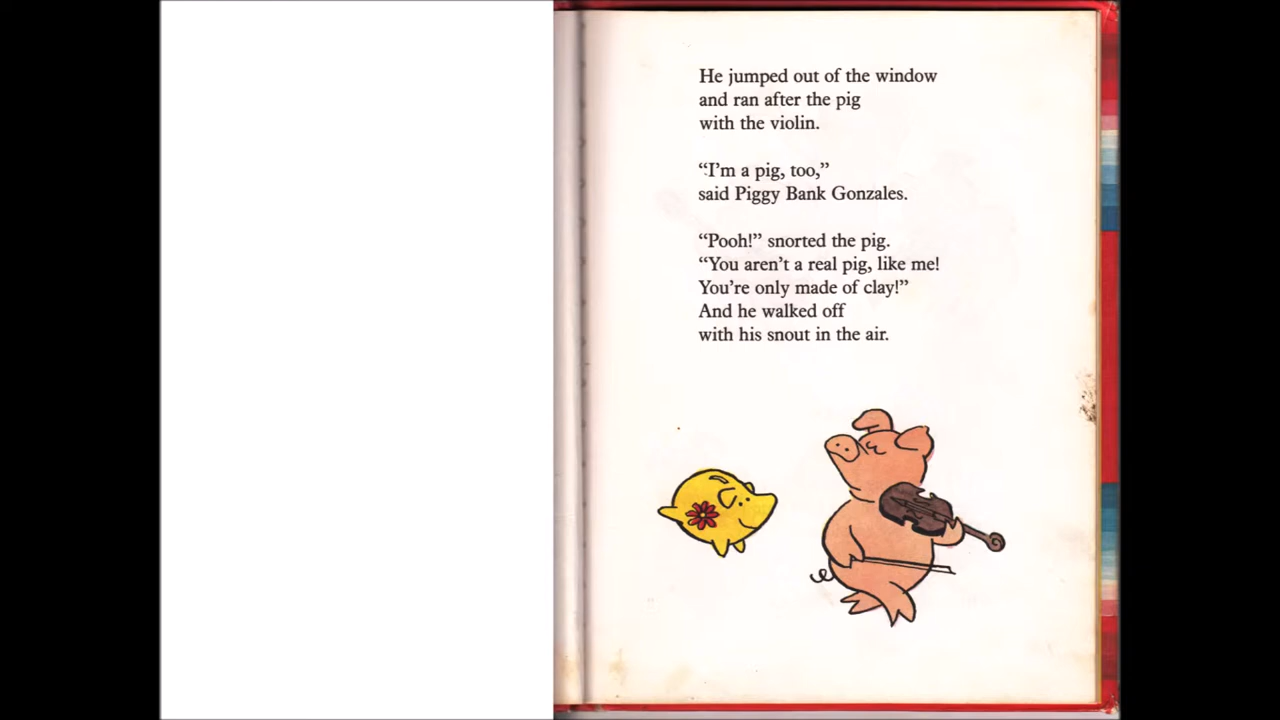 He jumped out of the window
and ran after the pig
with the violin.
“I’m a pig, too,”
said Piggy Bank Gonzales.
“Pooh!” snorted the pig.
“You aren’t a real pig, like me!
You’re only made of clay!”
And he walked off
with his snout in the air.